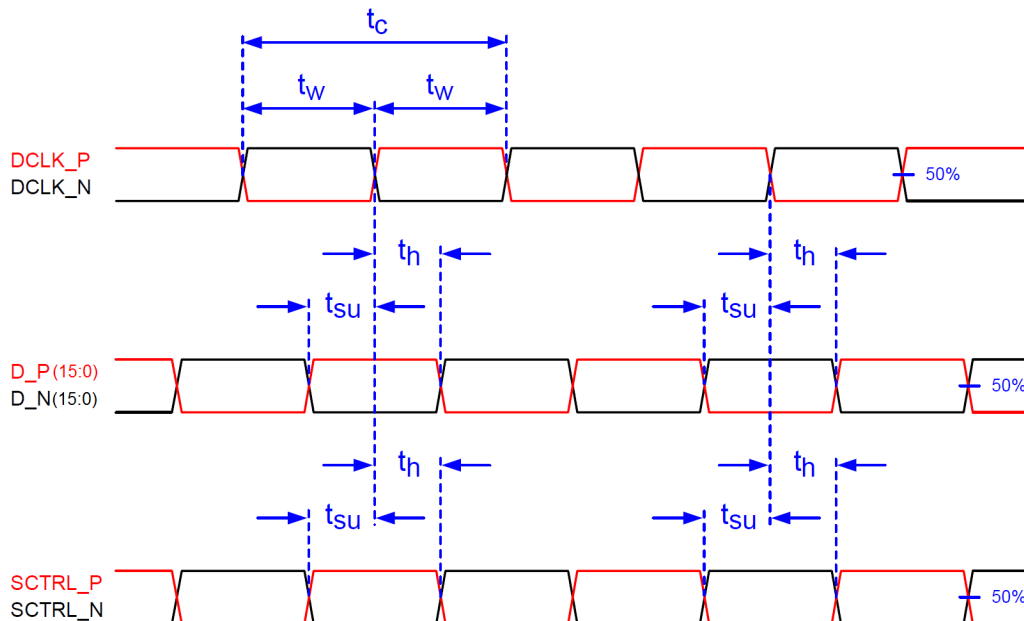 tc
tw tw
DCLK_P
DCLK_N
50%
th th
tsu tsu
D_P(15:0)
D_N(15:0)
50%
th th
tsu tsu
SCTRL_P
SCTRL_N
50%